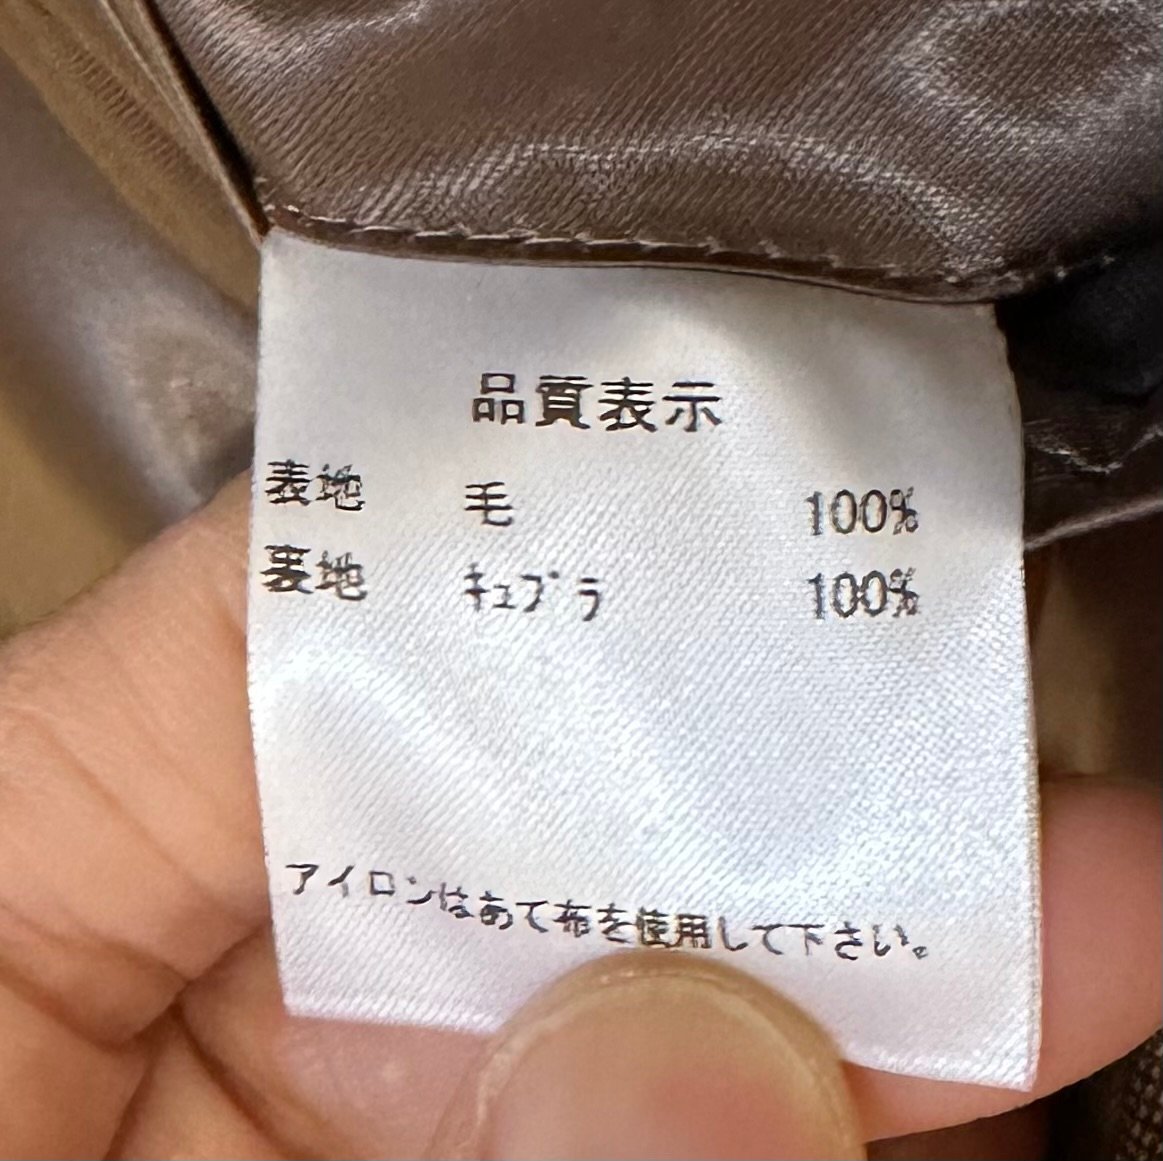 品質表示
表地 毛 100%
裏地 キュプラ 100%
アイロンはあて布を使用して下さい。